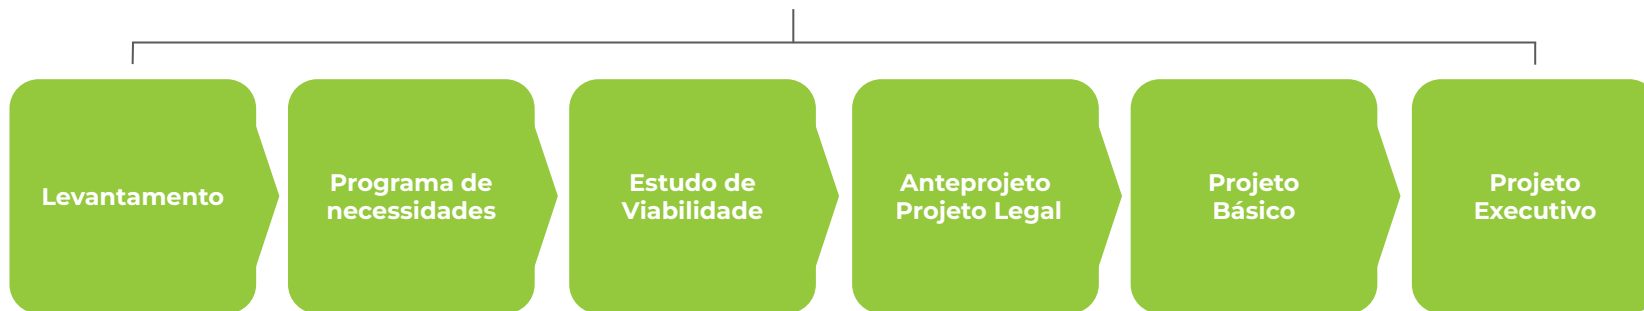 Levantamento
Programa de
necessidades
Estudo de
Viabilidade
Anteprojeto
Projeto Legal
Projeto
Básico
Projeto
Executivo